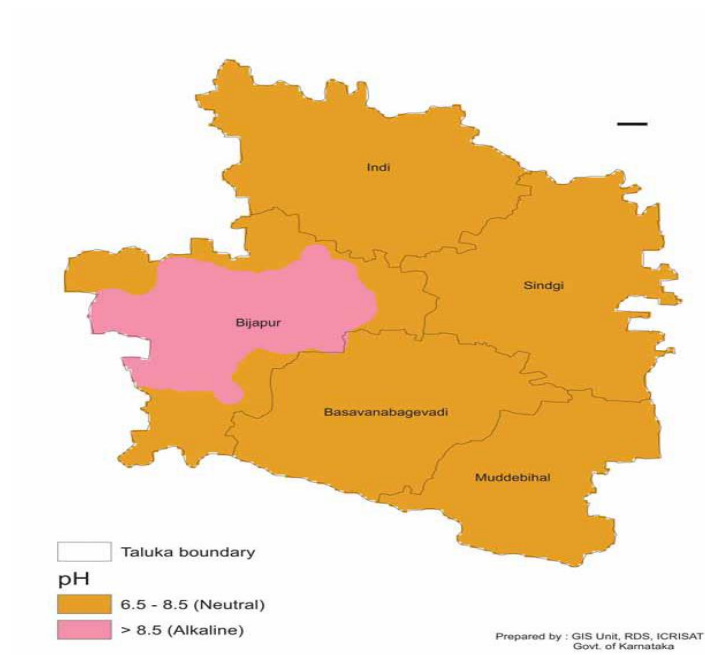 Indi
Sindgi
Bijapur
Basavanabagevadi
Muddebihal
Taluka boundary
pH
6.5 - 8.5 (Neutral)
> 8.5 (Alkaline)
Prepared by : GIS Unit, RDS, ICRISAT
Govt. of Karnataka